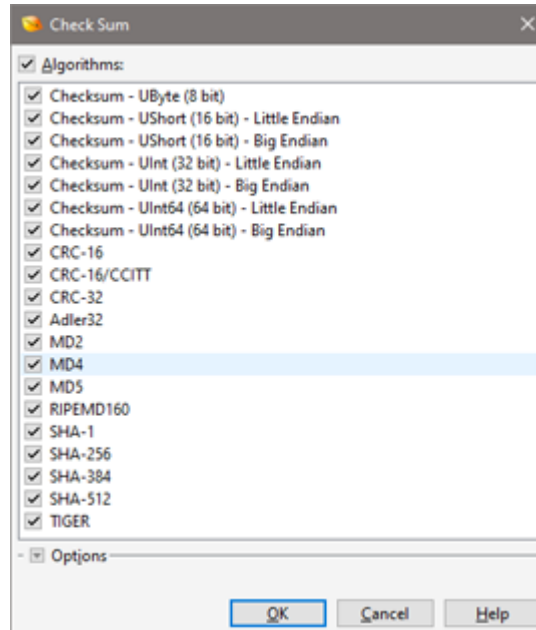 Check Sum
Algorithms:
Checksum - UByte (8 bit)
Checksum - UShort (16 bit) - Little Endian
Checksum - UShort (16 bit) - Big Endian
Checksum - UInt (32 bit) - Little Endian
Checksum - UInt (32 bit) - Big Endian
Checksum - UInt64 (64 bit) - Little Endian
Checksum - UInt64 (64 bit) - Big Endian
CRC-16
CRC-16/CCITT
CRC-32
Adler32
MD2
MD4
MD5
RIPEMD160
SHA-1
SHA-256
SHA-384
SHA-512
TIGER
Options
OK Cancel Help